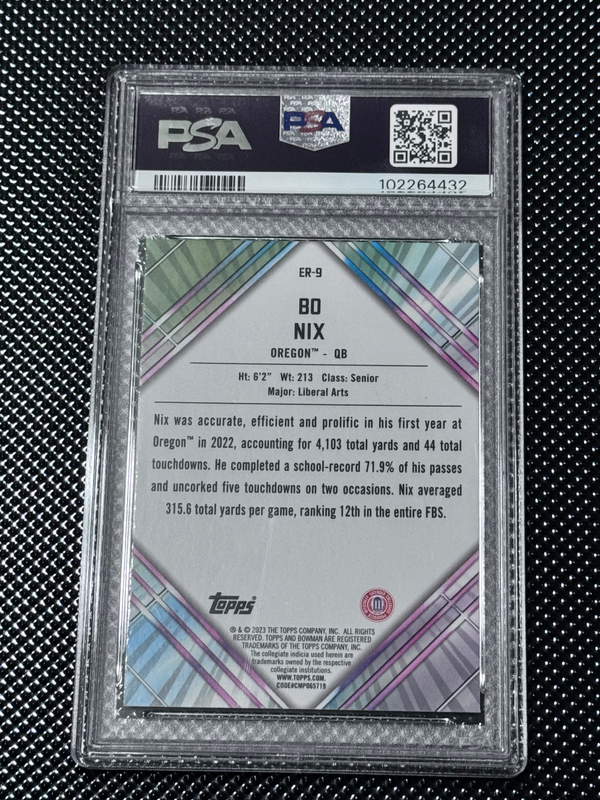 PSA
PSA
102264432
ER-9
BO
NIX
OREGON™ - QB
Ht: 6'2" Wt: 213 Class: Senior
Major: Liberal Arts
Nix was accurate, efficient and prolific in his first year at
Oregon™ in 2022, accounting for 4,103 total yards and 44 total
touchdowns. He completed a school-record 71.9% of his passes
and uncorked five touchdowns on two occasions. Nix averaged
315.6 total yards per game, ranking 12th in the entire FBS.
Topps
® & © 2023 THE TOPPS COMPANY, INC. ALL RIGHTS
RESERVED. TOPPS AND BOWMAN ARE REGISTERED
TRADEMARKS OF THE TOPPS COMPANY, INC.
The collegiate indicia used herein are
trademarks owned by the respective
collegiate institutions.
WWW.TOPPS.COM.
CODE#CMP065719